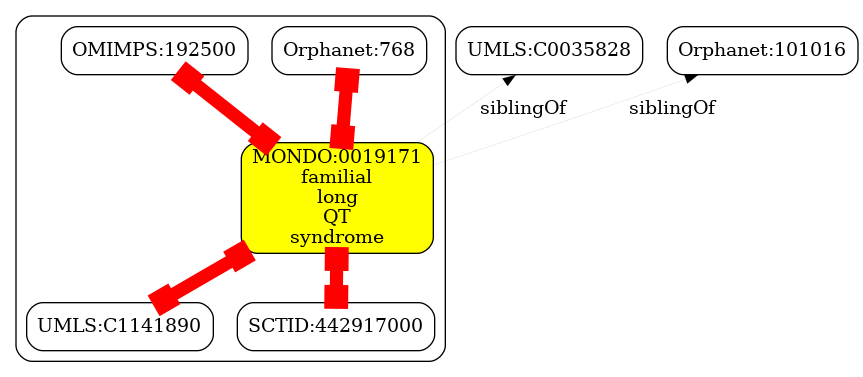 OMIMPS:192500
Orphanet:768
UMLS:C0035828
Orphanet:101016
siblingOf
siblingOf
MONDO:0019171
familial
long
QT
syndrome
UMLS:C1141890
SCTID:442917000